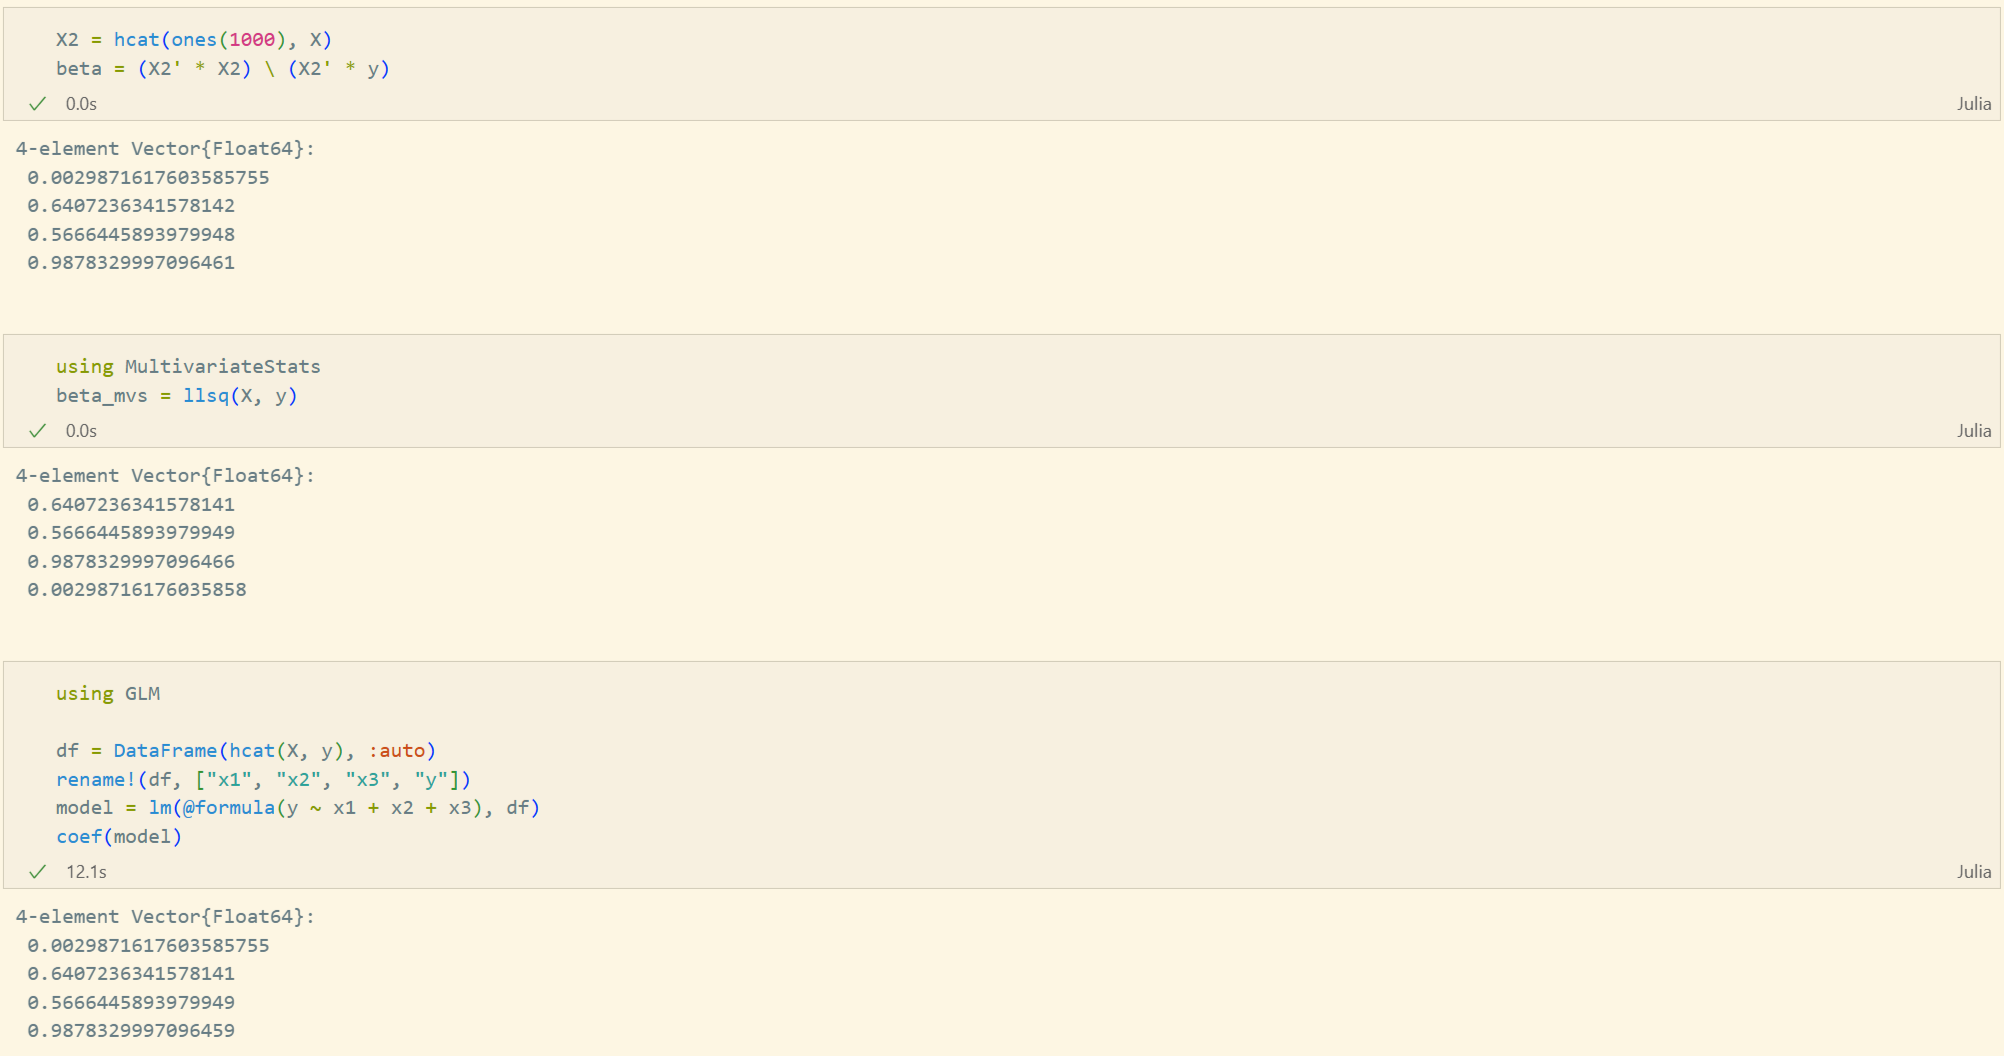 X2 = hcat(ones(1000), X)
beta = (X2' * X2) \ (X2' * y)
0.0s
Julia
4-element Vector{Float64}:
0.0029871617603585755
0.6407236341578142
0.5666445893979948
0.9878329997096461
using MultivariateStats
beta_mvs = llsq(X, y)
0.0s
Julia
4-element Vector{Float64}:
0.6407236341578141
0.5666445893979949
0.9878329997096466
0.00298716176035858
using GLM
df = DataFrame(hcat(X, y), :auto)
rename!(df, ["x1", "x2", "x3", "y"])
model = lm(@formula(y ~ x1 + x2 + x3), df)
coef(model)
12.1s
Julia
4-element Vector{Float64}:
0.0029871617603585755
0.6407236341578141
0.5666445893979949
0.9878329997096459